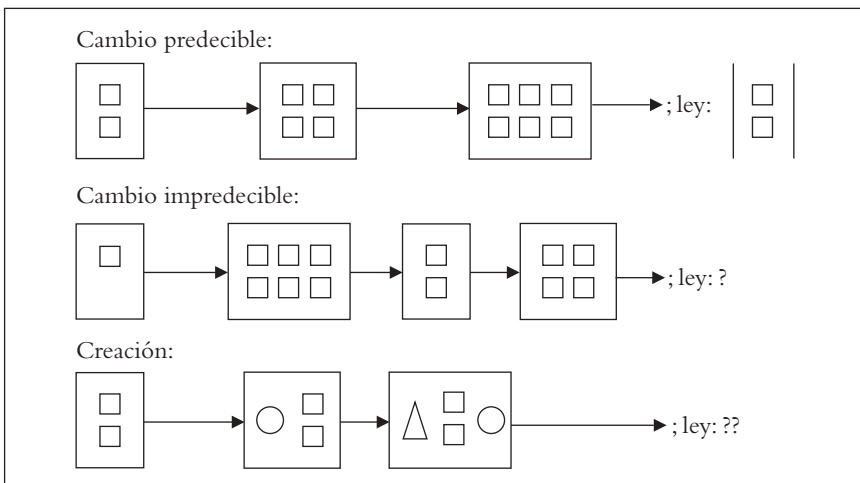 Cambio predecible:
; ley:
Cambio impredecible:
; ley: ?
Creación:
; ley: ??